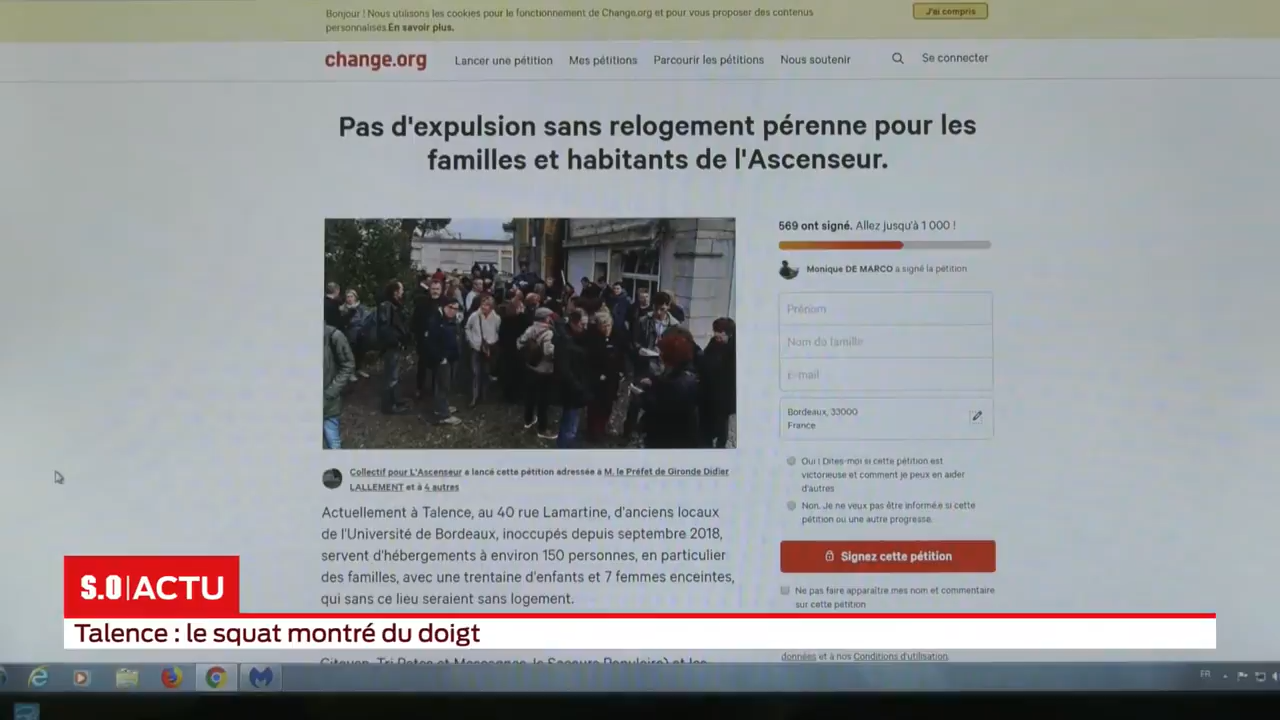 Bonjour ! Nous utilisons les cookies pour le fonctionnement de Change.org et pour vous proposer des contenus
personnalisés.En savoir plus.
J'ai compris
change.org
Lancer une pétition
Mes pétitions
Parcourir les pétitions
Nous soutenir
Se connecter
Pas d'expulsion sans relogement pérenne pour les
familles et habitants de l'Ascenseur.
569 ont signé. Allez jusqu'à 1 000 !
Monique DE MARCO a signé la pétition
Prénom
Nom de famille
E-mail
Bordeaux, 33000
France
Oui ! Dites-moi si cette pétition est
victorieuse et comment je peux en aider
d'autres
Non. Je ne veux pas être informé.e si cette
pétition ou une autre progresse.
Signez cette pétition
Ne pas faire apparaître mes nom et commentaire
sur cette pétition
Collectif pour L'Ascenseur a lancé cette pétition adressée à M. le Préfet de Gironde Didier
LALLEMENT et à 4 autres
Actuellement à Talence, au 40 rue Lamartine, d'anciens locaux
de l'Université de Bordeaux, inoccupés depuis septembre 2018,
servent d'hébergements à environ 150 personnes, en particulier
des familles, avec une trentaine d'enfants et 7 femmes enceintes,
qui sans ce lieu seraient sans logement.
S.O|ACTU
Talence : le squat montré du doigt
données et à nos Conditions d'utilisation.
FR